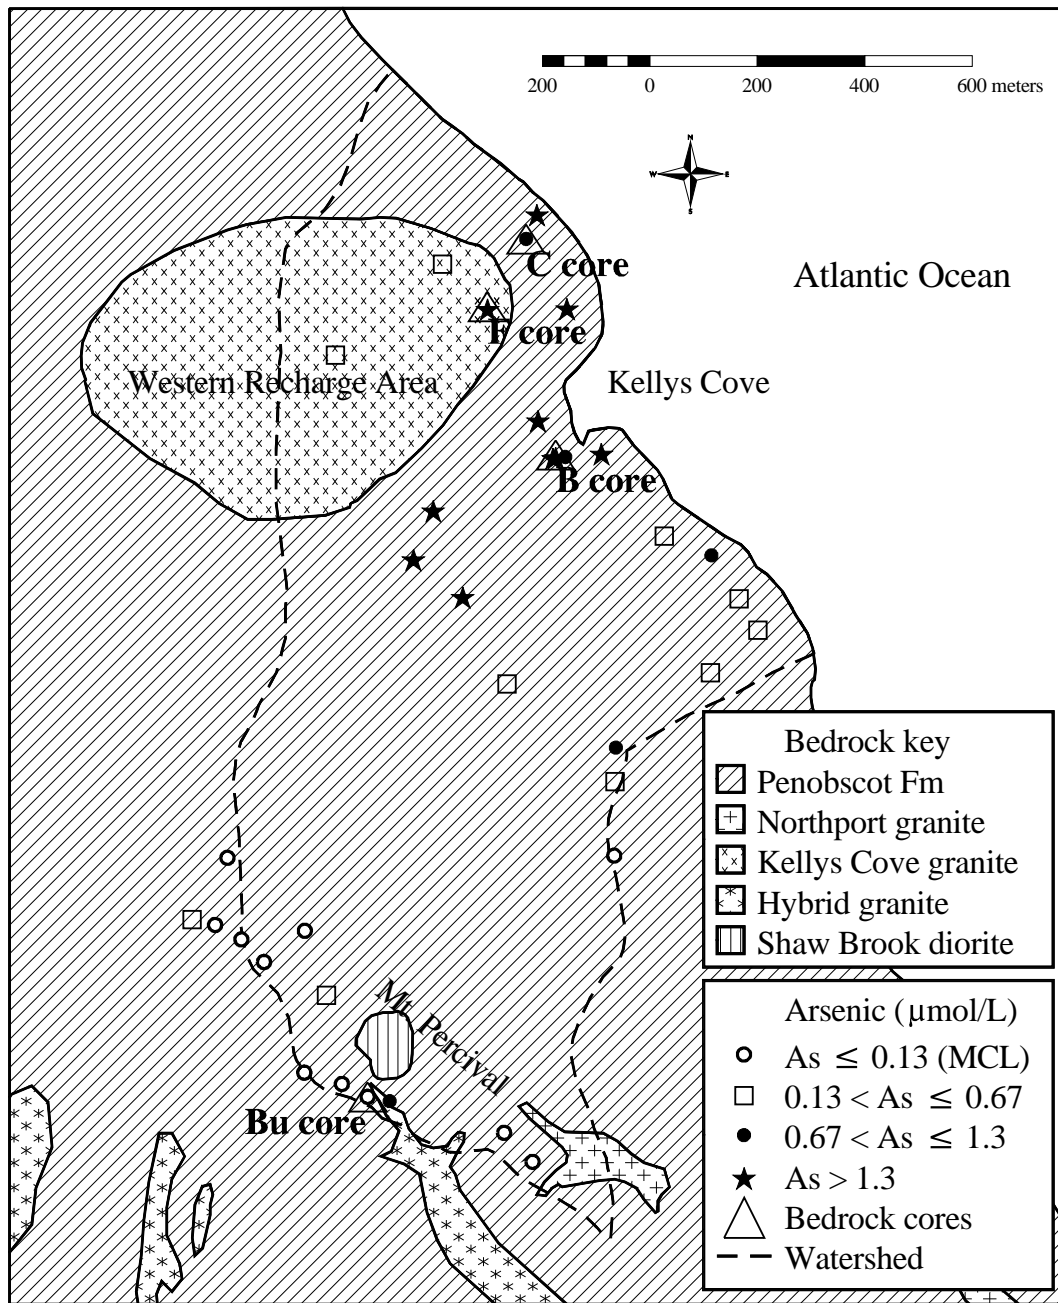 200 0 200 400 600 meters
N
W E
S
C core
Atlantic Ocean
F core
Western Recharge Area
Kellys Cove
B core
Bedrock key
Penobscot Fm
Northport granite
Kellys Cove granite
Hybrid granite
Shaw Brook diorite
Mt. Percival
Bu core
Arsenic (µmol/L)
As ≤ 0.13 (MCL)
0.13 < As ≤ 0.67
0.67 < As ≤ 1.3
As > 1.3
Bedrock cores
Watershed